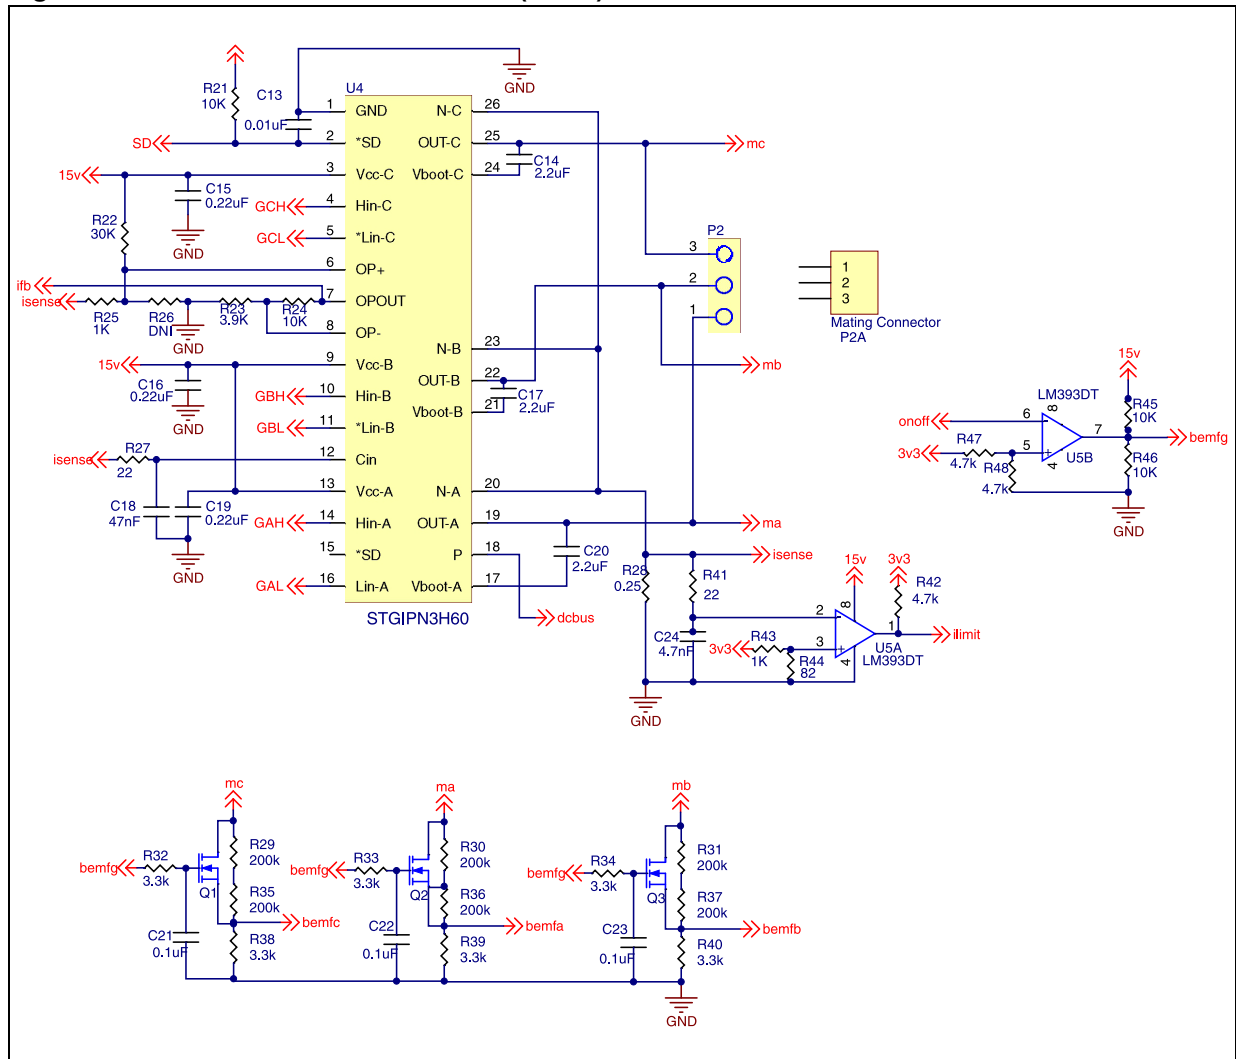 GND
U4
R21
10K
C13
0.01uF
SD
1 GND
2 *SD
3 Vcc-C
4 Hin-C
5 *Lin-C
6 OP+
7 OPOUT
8 OP-
9 Vcc-B
10 Hin-B
11 *Lin-B
12 Cin
13 Vcc-A
14 Hin-A
15 *SD
16 Lin-A
N-C 26
OUT-C 25
Vboot-C 24
N-B 23
OUT-B 22
Vboot-B 21
N-A 20
OUT-A 19
P 18
Vboot-A 17
STGIPN3H60
15v
C15
0.22uF
GND
R22
30K
GCH
GCL
ifb
isense
R25
1K
R26
DNI
GND
R23
3.9K
R24
10K
15v
C16
0.22uF
GND
GBH
GBL
isense
R27
22
C18
47nF
C19
0.22uF
GND
GAH
GAL
C14
2.2uF
mc
P2
3
2
1
1
2
3
Mating Connector
P2A
mb
C17
2.2uF
ma
C20
2.2uF
dcbus
isense
R28
0.25
R41
22
C24
4.7nF
3v3
R43
1K
R44
82
GND
15v
2
3
8
4
1
U5A
LM393DT
3v3
R42
4.7k
ilimit
15v
LM393DT
onoff
6
8
5
4
7
U5B
3v3
R47
4.7k
R48
4.7k
R45
10K
R46
10K
bemfg
GND
mc
bemfg
R32
3.3k
Q1
R29
200k
R35
200k
bemfc
C21
0.1uF
R38
3.3k
ma
bemfg
R33
3.3k
Q2
R30
200k
R36
200k
bemfa
C22
0.1uF
R39
3.3k
mb
bemfg
R34
3.3k
Q3
R31
200k
R37
200k
bemfb
C23
0.1uF
R40
3.3k
GND